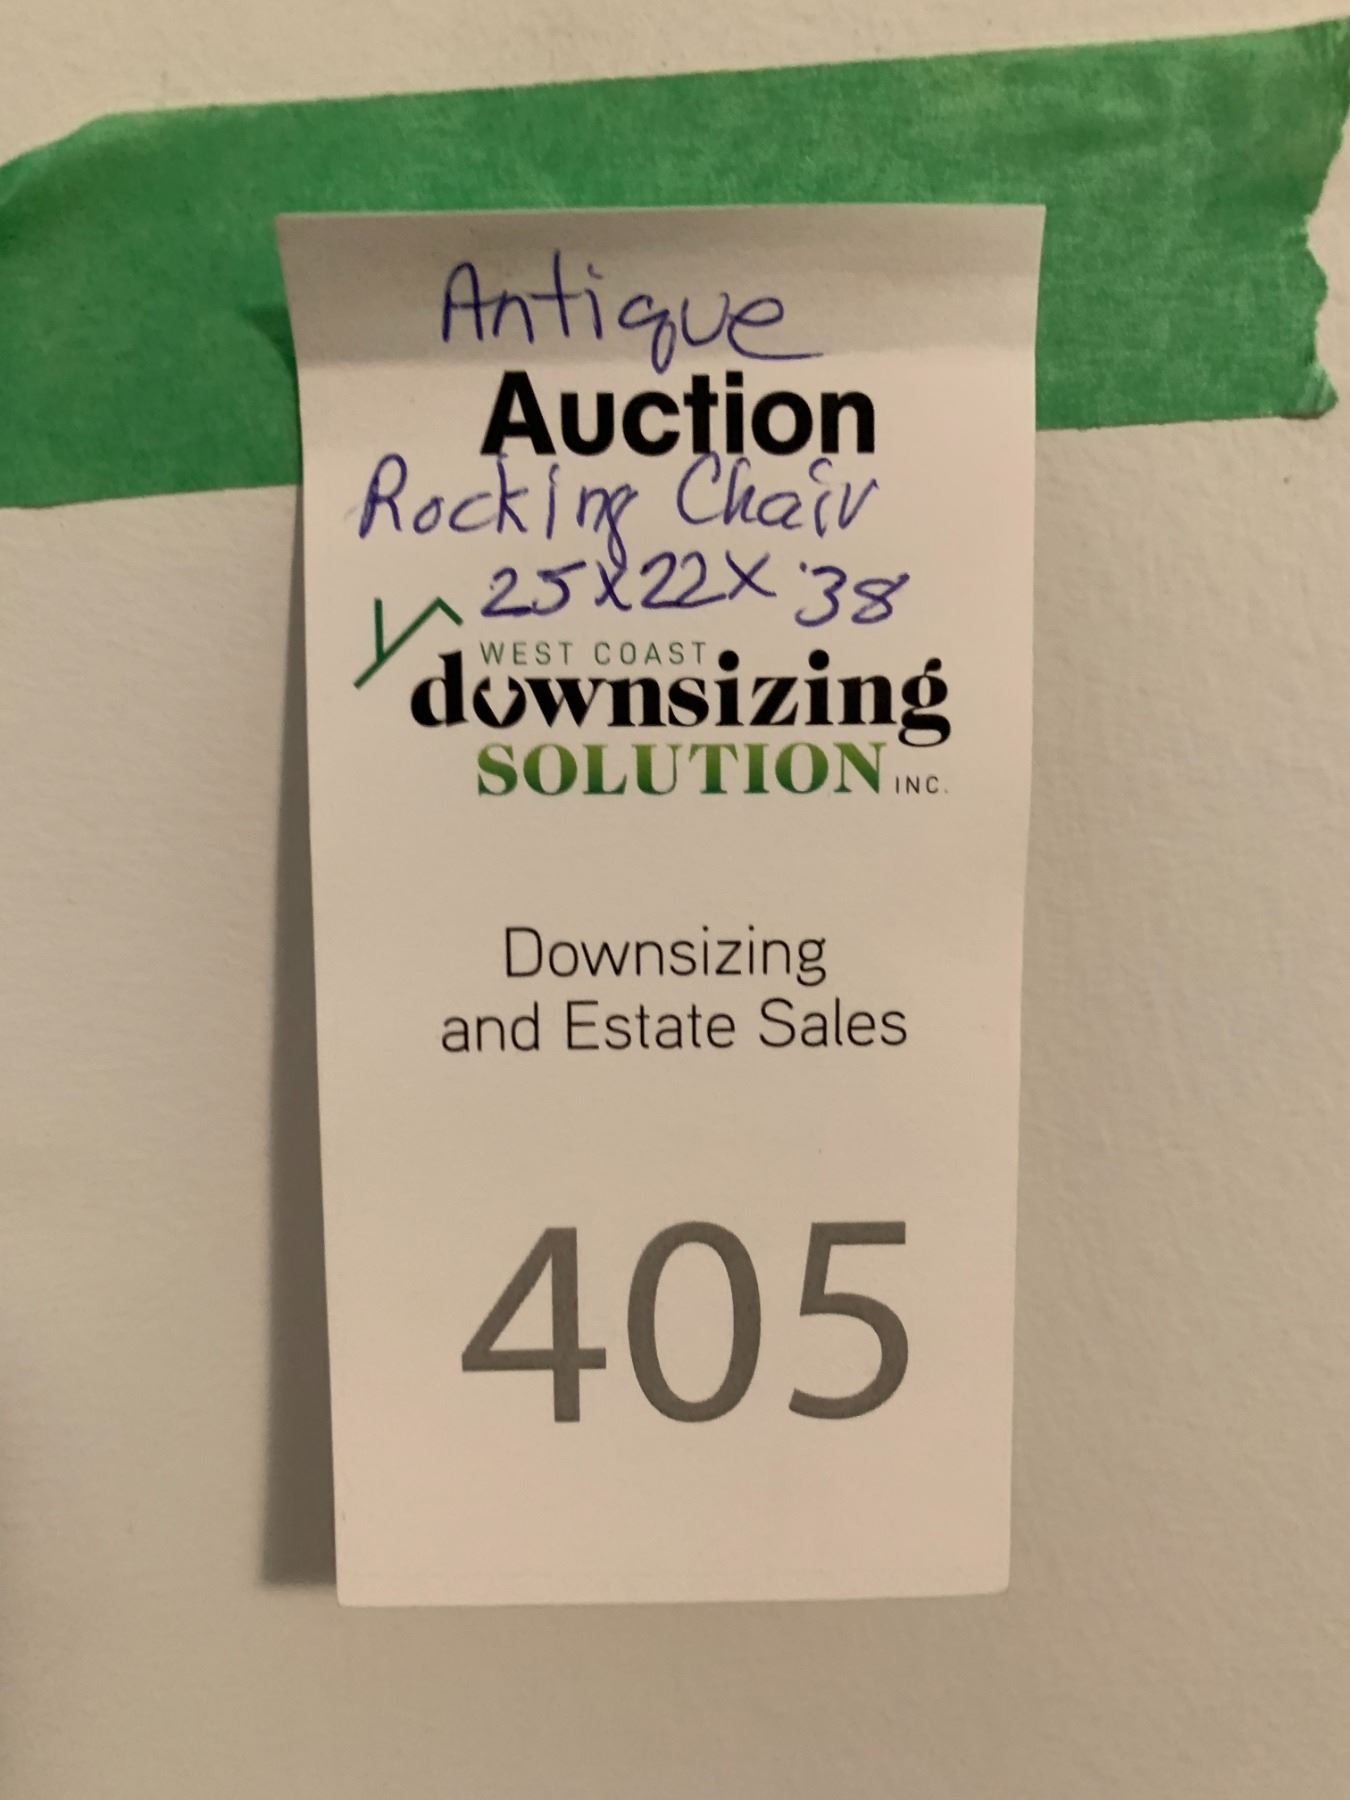 Antique
Auction
Rocking Chair
25x22x 38
WEST COAST
downsizing
SOLUTION INC.
Downsizing
and Estate Sales
405